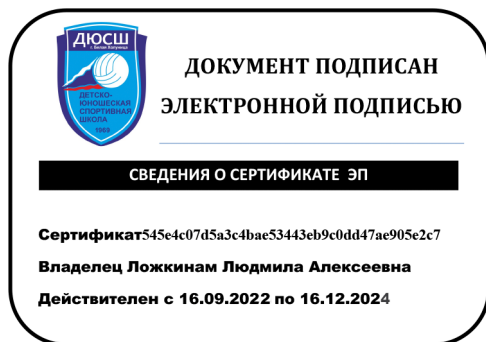 ДЮСШ
г. Белая Холуница
ДЕТСКО-
ЮНОШЕСКАЯ
СПОРТИВНАЯ
ШКОЛА
1969
ДОКУМЕНТ ПОДПИСАН
ЭЛЕКТРОННОЙ ПОДПИСЬЮ
СВЕДЕНИЯ О СЕРТИФИКАТЕ ЭП
Сертификат545e4c07d5a3c4bae53443eb9c0dd47ae905e2c7
Владелец Ложкинам Людмила Алексеевна
Действителен с 16.09.2022 по 16.12.2024